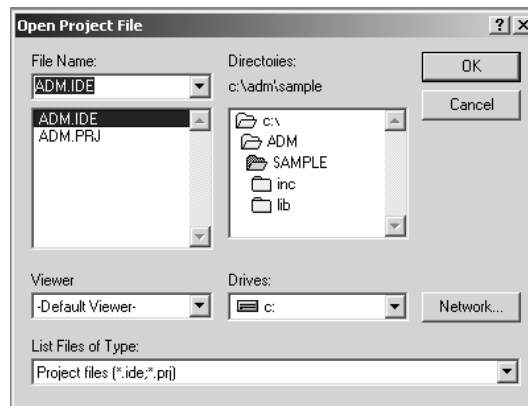 Open Project File
File Name:
ADM.IDE
ADM.IDE
ADM.PRJ
Directories:
c:\adm\sample
c:\
ADM
SAMPLE
inc
lib
OK
Cancel
Viewer
-Default Viewer-
Drives:
c:
Network...
List Files of Type:
Project files (*.ide;*.prj)